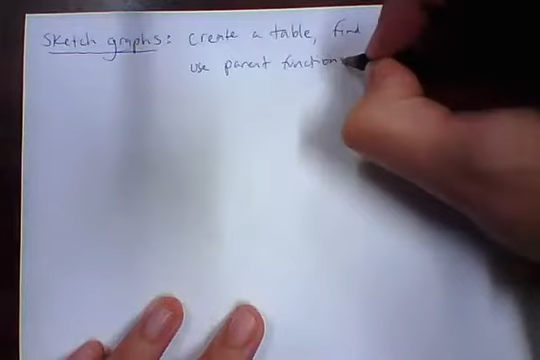 Sketch graphs: Create a table, find
use parent function